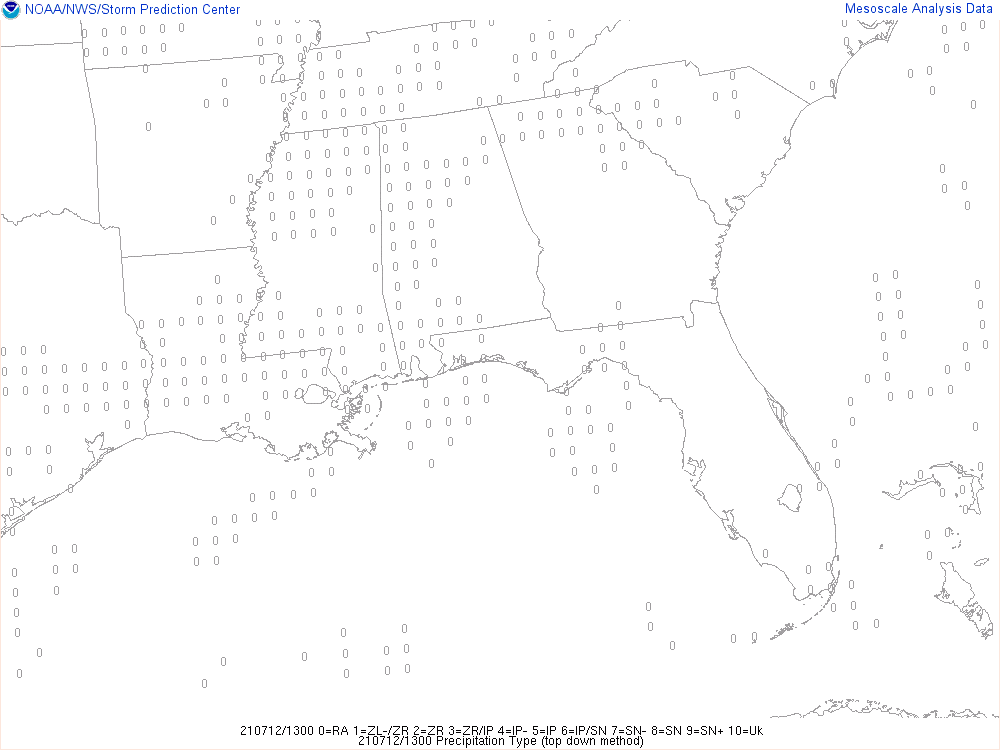 NOAA/NWS/Storm Prediction Center
Mesoscale Analysis Data
210712/1300 0=RA 1=ZL-/ZR 2=ZR 3=ZR/IP 4=IP- 5=IP 6=IP/SN 7=SN- 8=SN 9=SN+ 10=Uk
210712/1300 Precipitation Type (top down method)